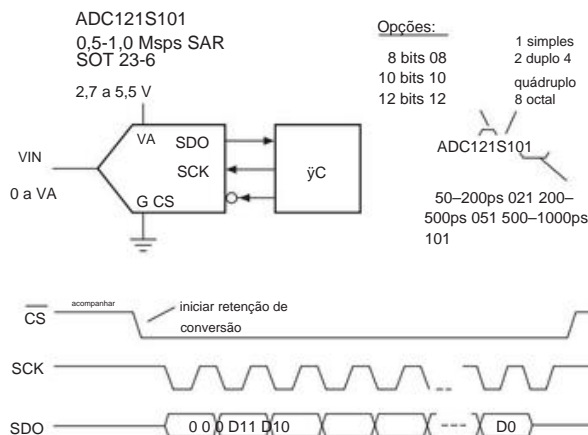 ADC121S101
0,5-1,0 Msps SAR
SOT 23-6
2,7 a 5,5 V
VA
SDO
SCK
VIN
0 a VA
G CS
ÿC
Opções:
8 bits 08
10 bits 10
12 bits 12
1 simples
2 duplo 4
quádruplo
8 octal
ADC121S101
50–200ps 021 200–
500ps 051 500–1000ps
101
CS
acompanhar
iniciar retenção de
conversão
SCK
SDO
0 0 0 D11 D10
D0